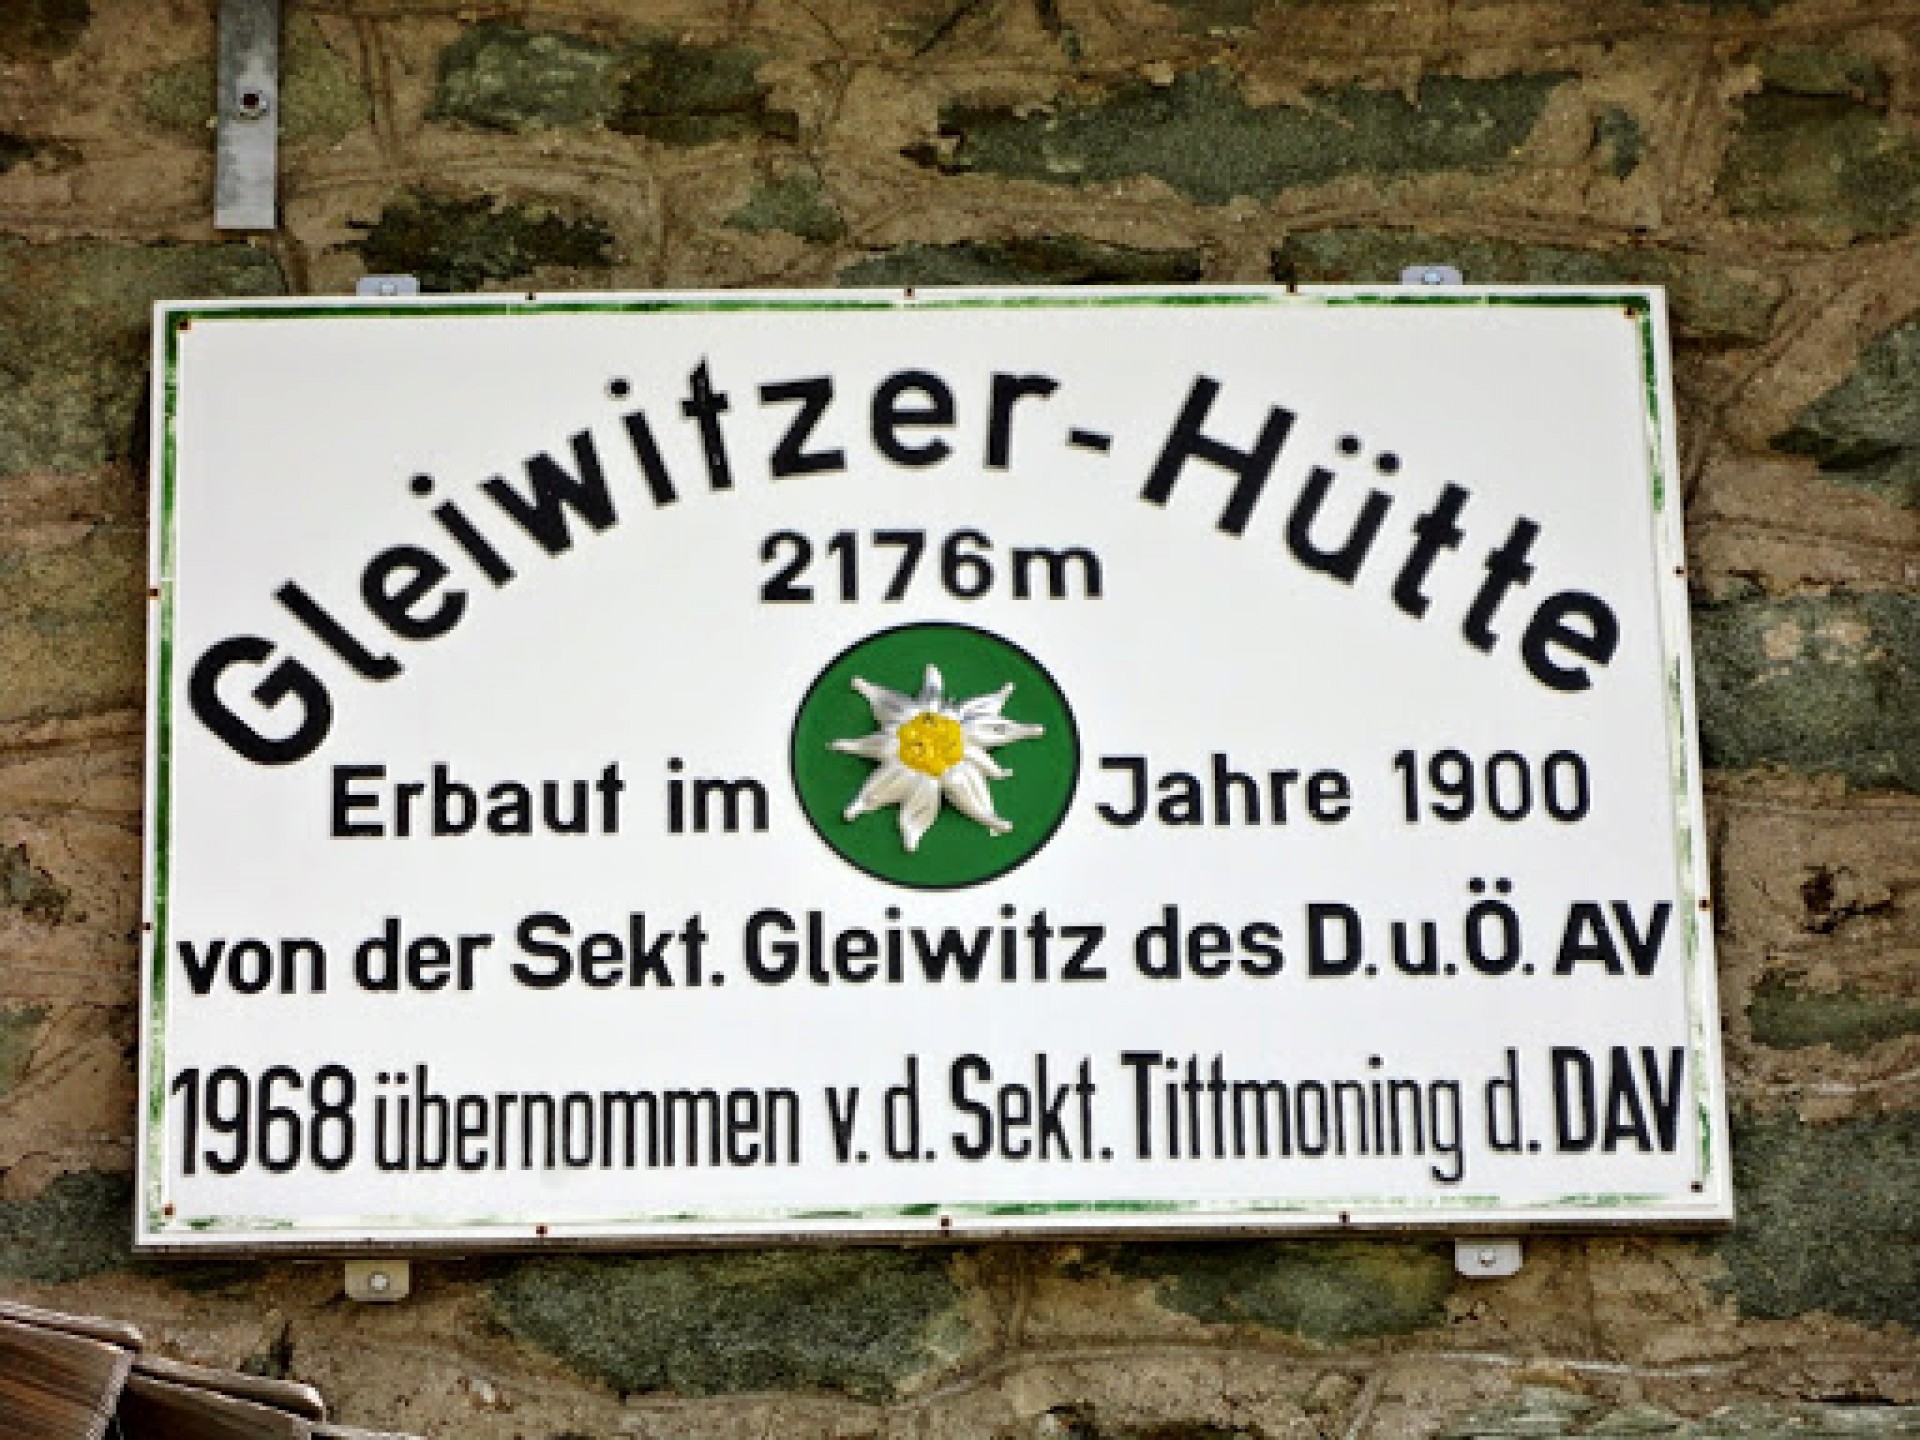 Gleiwitzer-Hütte
2176m
Erbaut im Jahre 1900
von der Sekt. Gleiwitz des D.u.Ö. AV
1968 übernommen v. d. Sekt. Tittmoning d. DAV